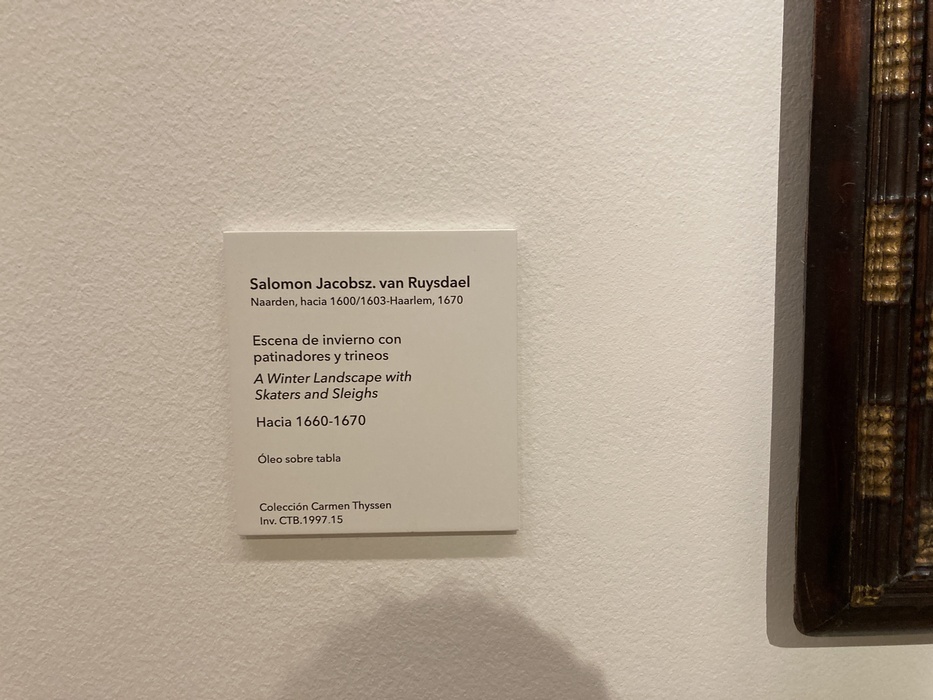 Salomon Jacobsz. van Ruysdael
Naarden, hacia 1600/1603-Haarlem, 1670
Escena de invierno con
patinadores y trineos
A Winter Landscape with
Skaters and Sleighs
Hacia 1660-1670
Óleo sobre tabla
Colección Carmen Thyssen
Inv. CTB.1997.15